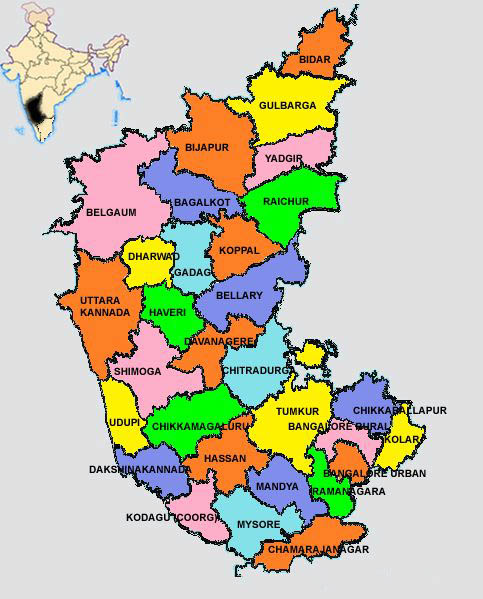 BIDAR
GULBARGA
BIJAPUR
YADGIR
BAGALKOT
RAICHUR
BELGAUM
KOPPAL
DHARWAD
GADAG
BELLARY
UTTARA
KANNADA
HAVERI
DAVANAGERE
SHIMOGA
CHITRADURGA
CHIKKABALLAPUR
TUMKUR
UDUPI
CHIKKAMAGALURU
BANGALORE RURAL
KOLAR
HASSAN
DAKSHINAKANNADA
BANGALORE URBAN
MANDYA
RAMANAGARA
KODAGU (COORG)
MYSORE
CHAMARAJANAGAR